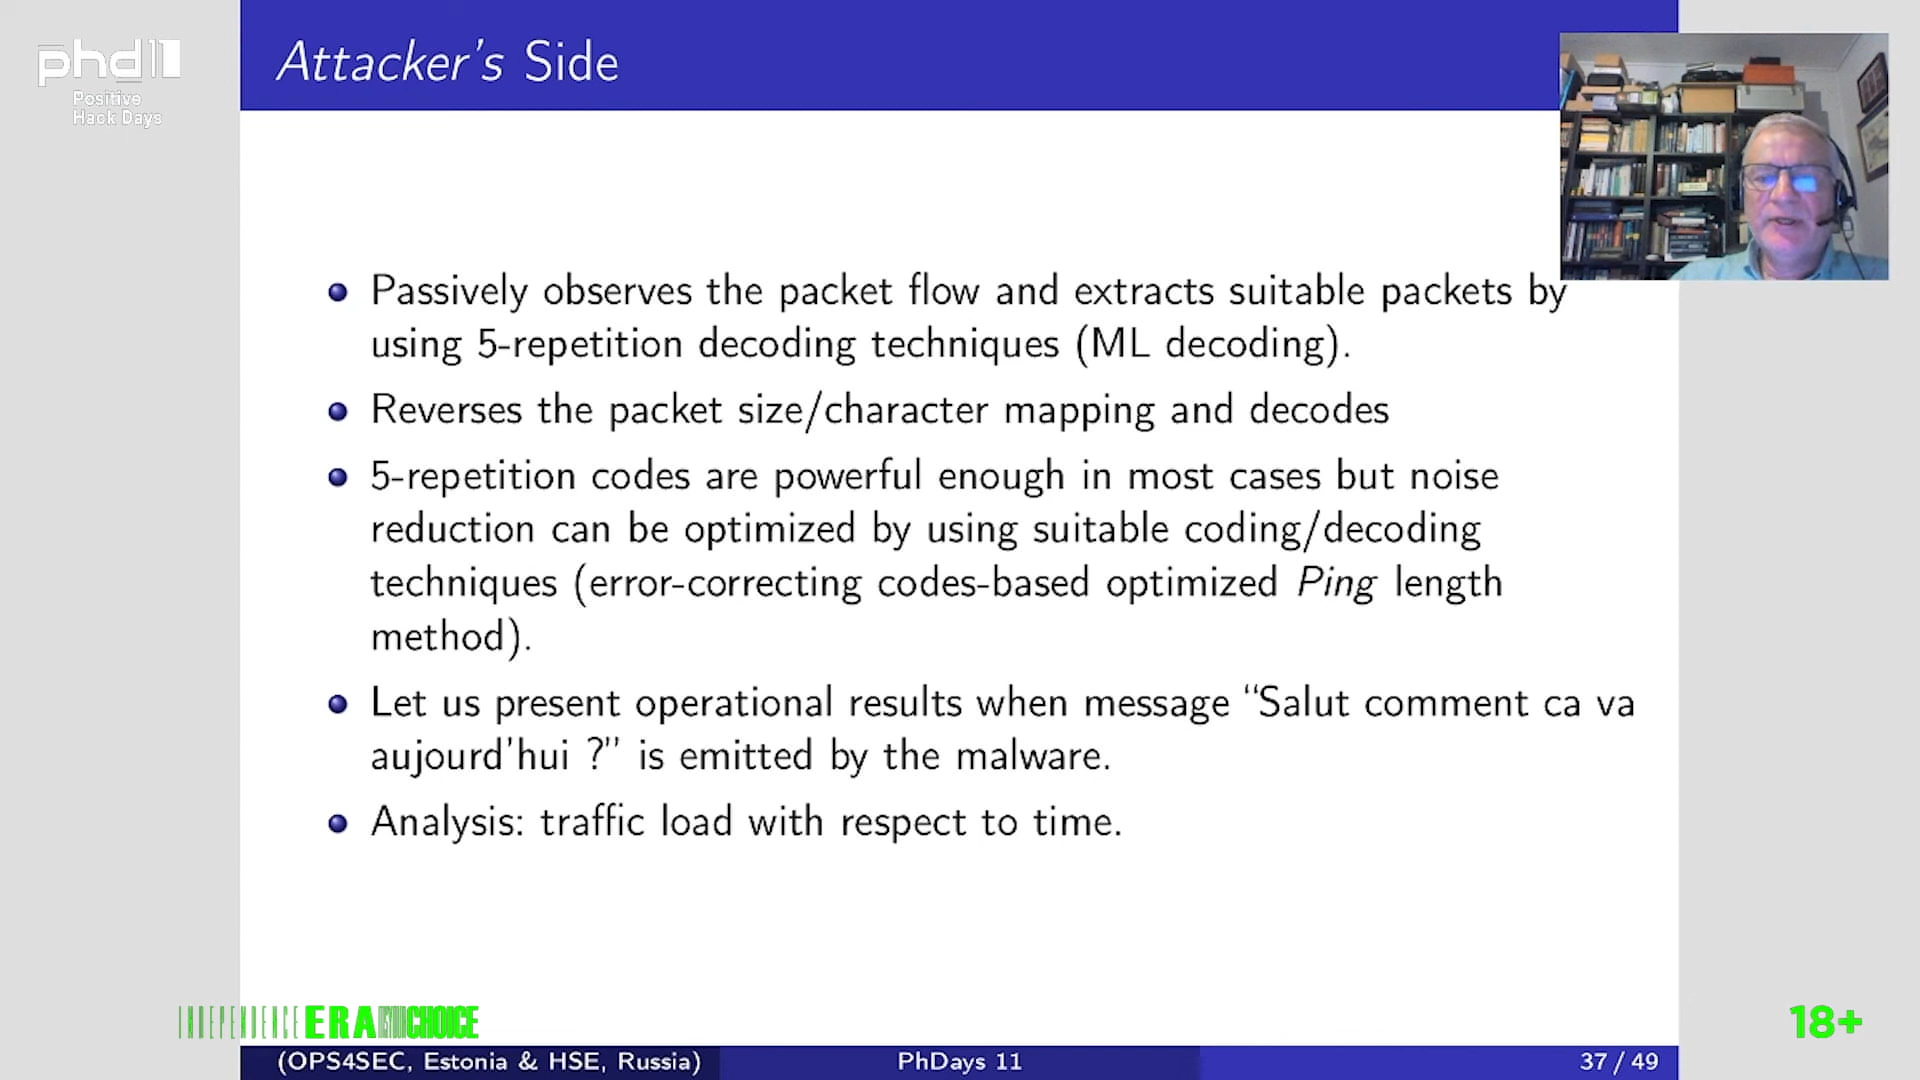 phd11
Positive
Hack Days
Attacker's Side
Passively observes the packet flow and extracts suitable packets by
using 5-repetition decoding techniques (ML decoding).
Reverses the packet size/character mapping and decodes
5-repetition codes are powerful enough in most cases but noise
reduction can be optimized by using suitable coding/decoding
techniques (error-correcting codes-based optimized Ping length
method).
Let us present operational results when message “Salut comment ca va
aujourd'hui ?” is emitted by the malware.
Analysis: traffic load with respect to time.
INDEPENDENCE ERA CHOICE
18+
(OPS4SEC, Estonia & HSE, Russia)
PhDays 11
37 / 49